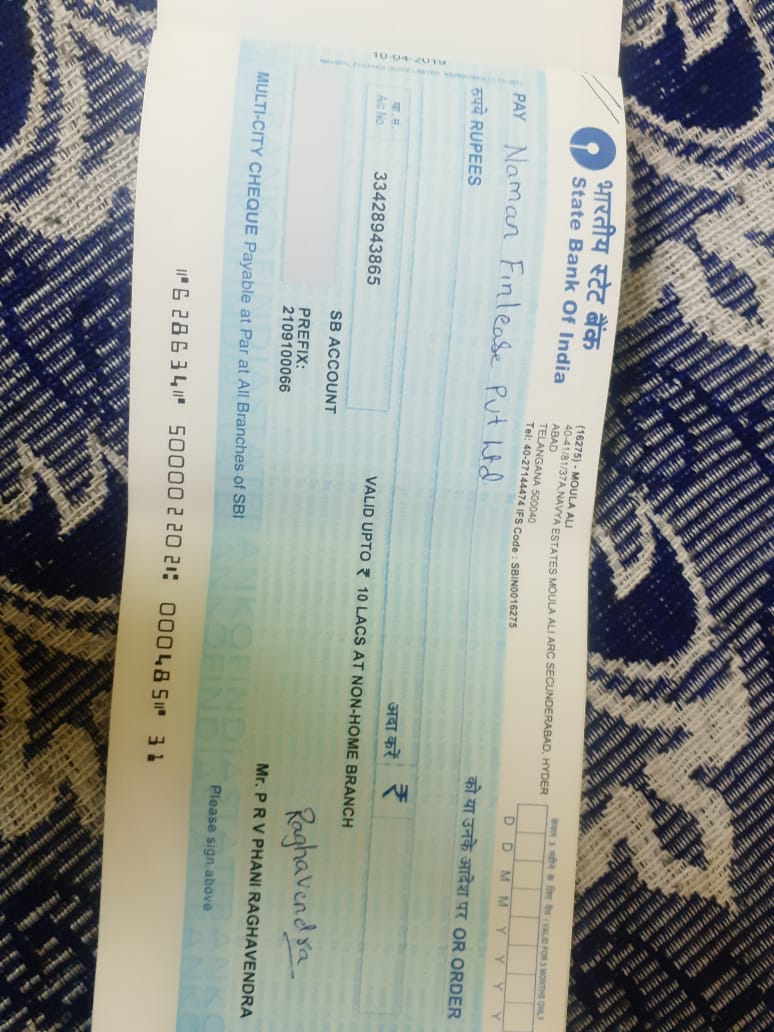 भारतीय स्टेट बैंक
State Bank Of India
(16275) - MOULA ALI
40-41/81/37A,NAVYA ESTATES MOULA ALI ARC SECUNDERABAD, HYDER
ABAD
TELANGANA 500040
Tel: 40-27144474 IFS Code : SBIN0016275
VALID FOR 3 MONTHS ONLY
D D M M Y Y Y Y
PAY Naman Finlease Pvt Ltd
को या उनके आदेश पर OR ORDER
रुपये RUPEES
अदा करें ₹
खा. सं.
A/c No
33428943865
VALID UPTO ₹ 10 LACS AT NON-HOME BRANCH
SB ACCOUNT
PREFIX:
2109100066
Raghavendra
Mr. P R V PHANI RAGHAVENDRA
MULTI-CITY CHEQUE Payable at Par at All Branches of SBI
Please sign above
⑈628634⑈ 500002202⑆ 000485⑈ 31
10-04-2019